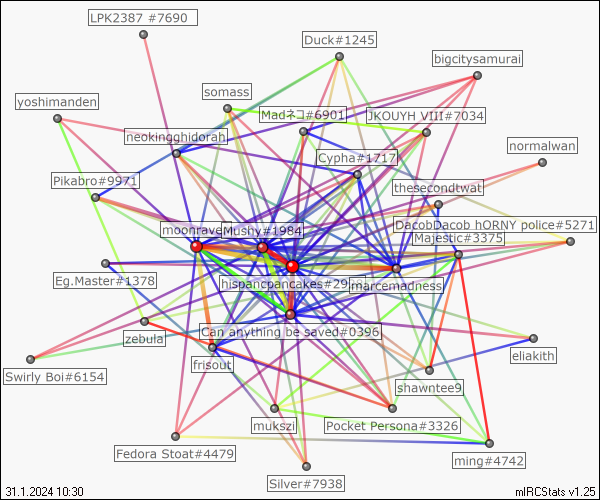 LPK2387 #7690
Duck#1245
bigcitysamurai
somass
yoshimanden
Madネコ#6901
JKOUYH VIII#7034
neokingghidorah
normalwan
Cypha#1717
Pikabro#9971
thesecondtwat
DacobDacob hORNY police#5271
moonraven
Mushy#1984
Majestic#3375
Eg.Master#1378
hispancpancakes#29
marcemadness
Can anything be saved#0396
zebula
eliakith
frisout
Swirly Boi#6154
shawntee9
mukszi
Pocket Persona#3326
Fedora Stoat#4479
ming#4742
Silver#7938
31.1.2024 10:30
mIRCStats v1.25